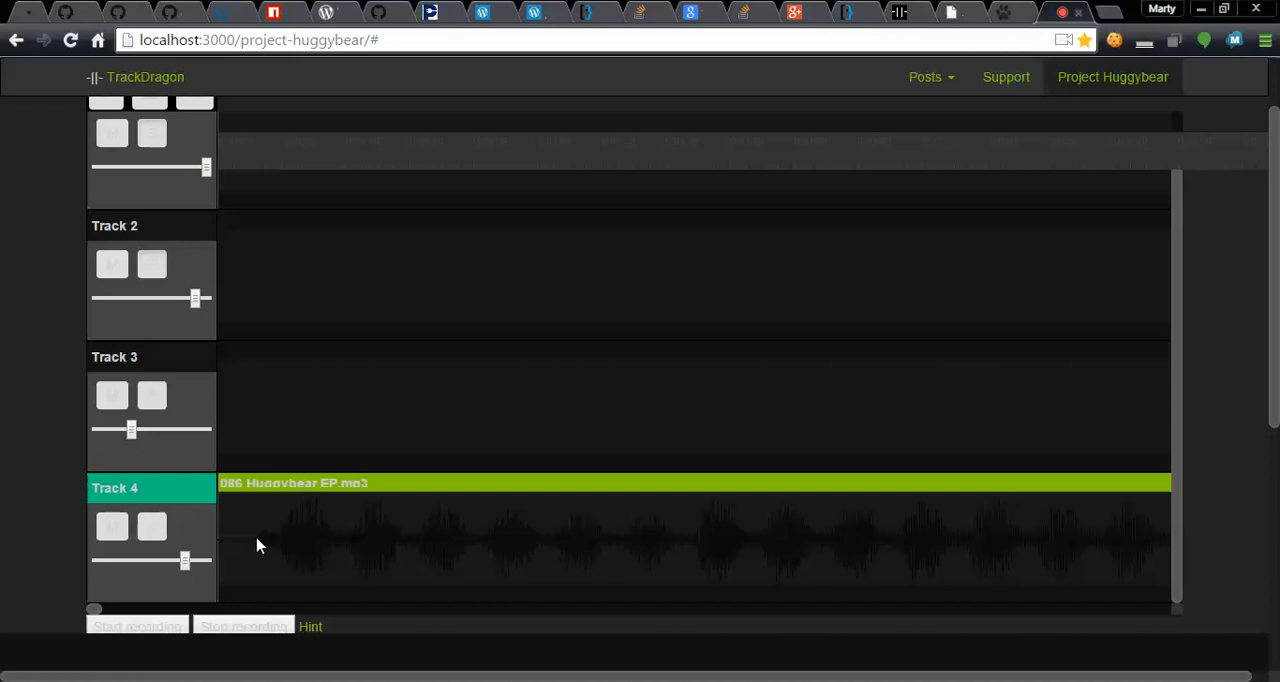 Marty
localhost:3000/project-huggybear/#
-||- TrackDragon
Posts
Support
Project Huggybear
Track 2
Track 3
Track 4
086 Huggybear EP.mp3
Start recording
Stop recording
Hint